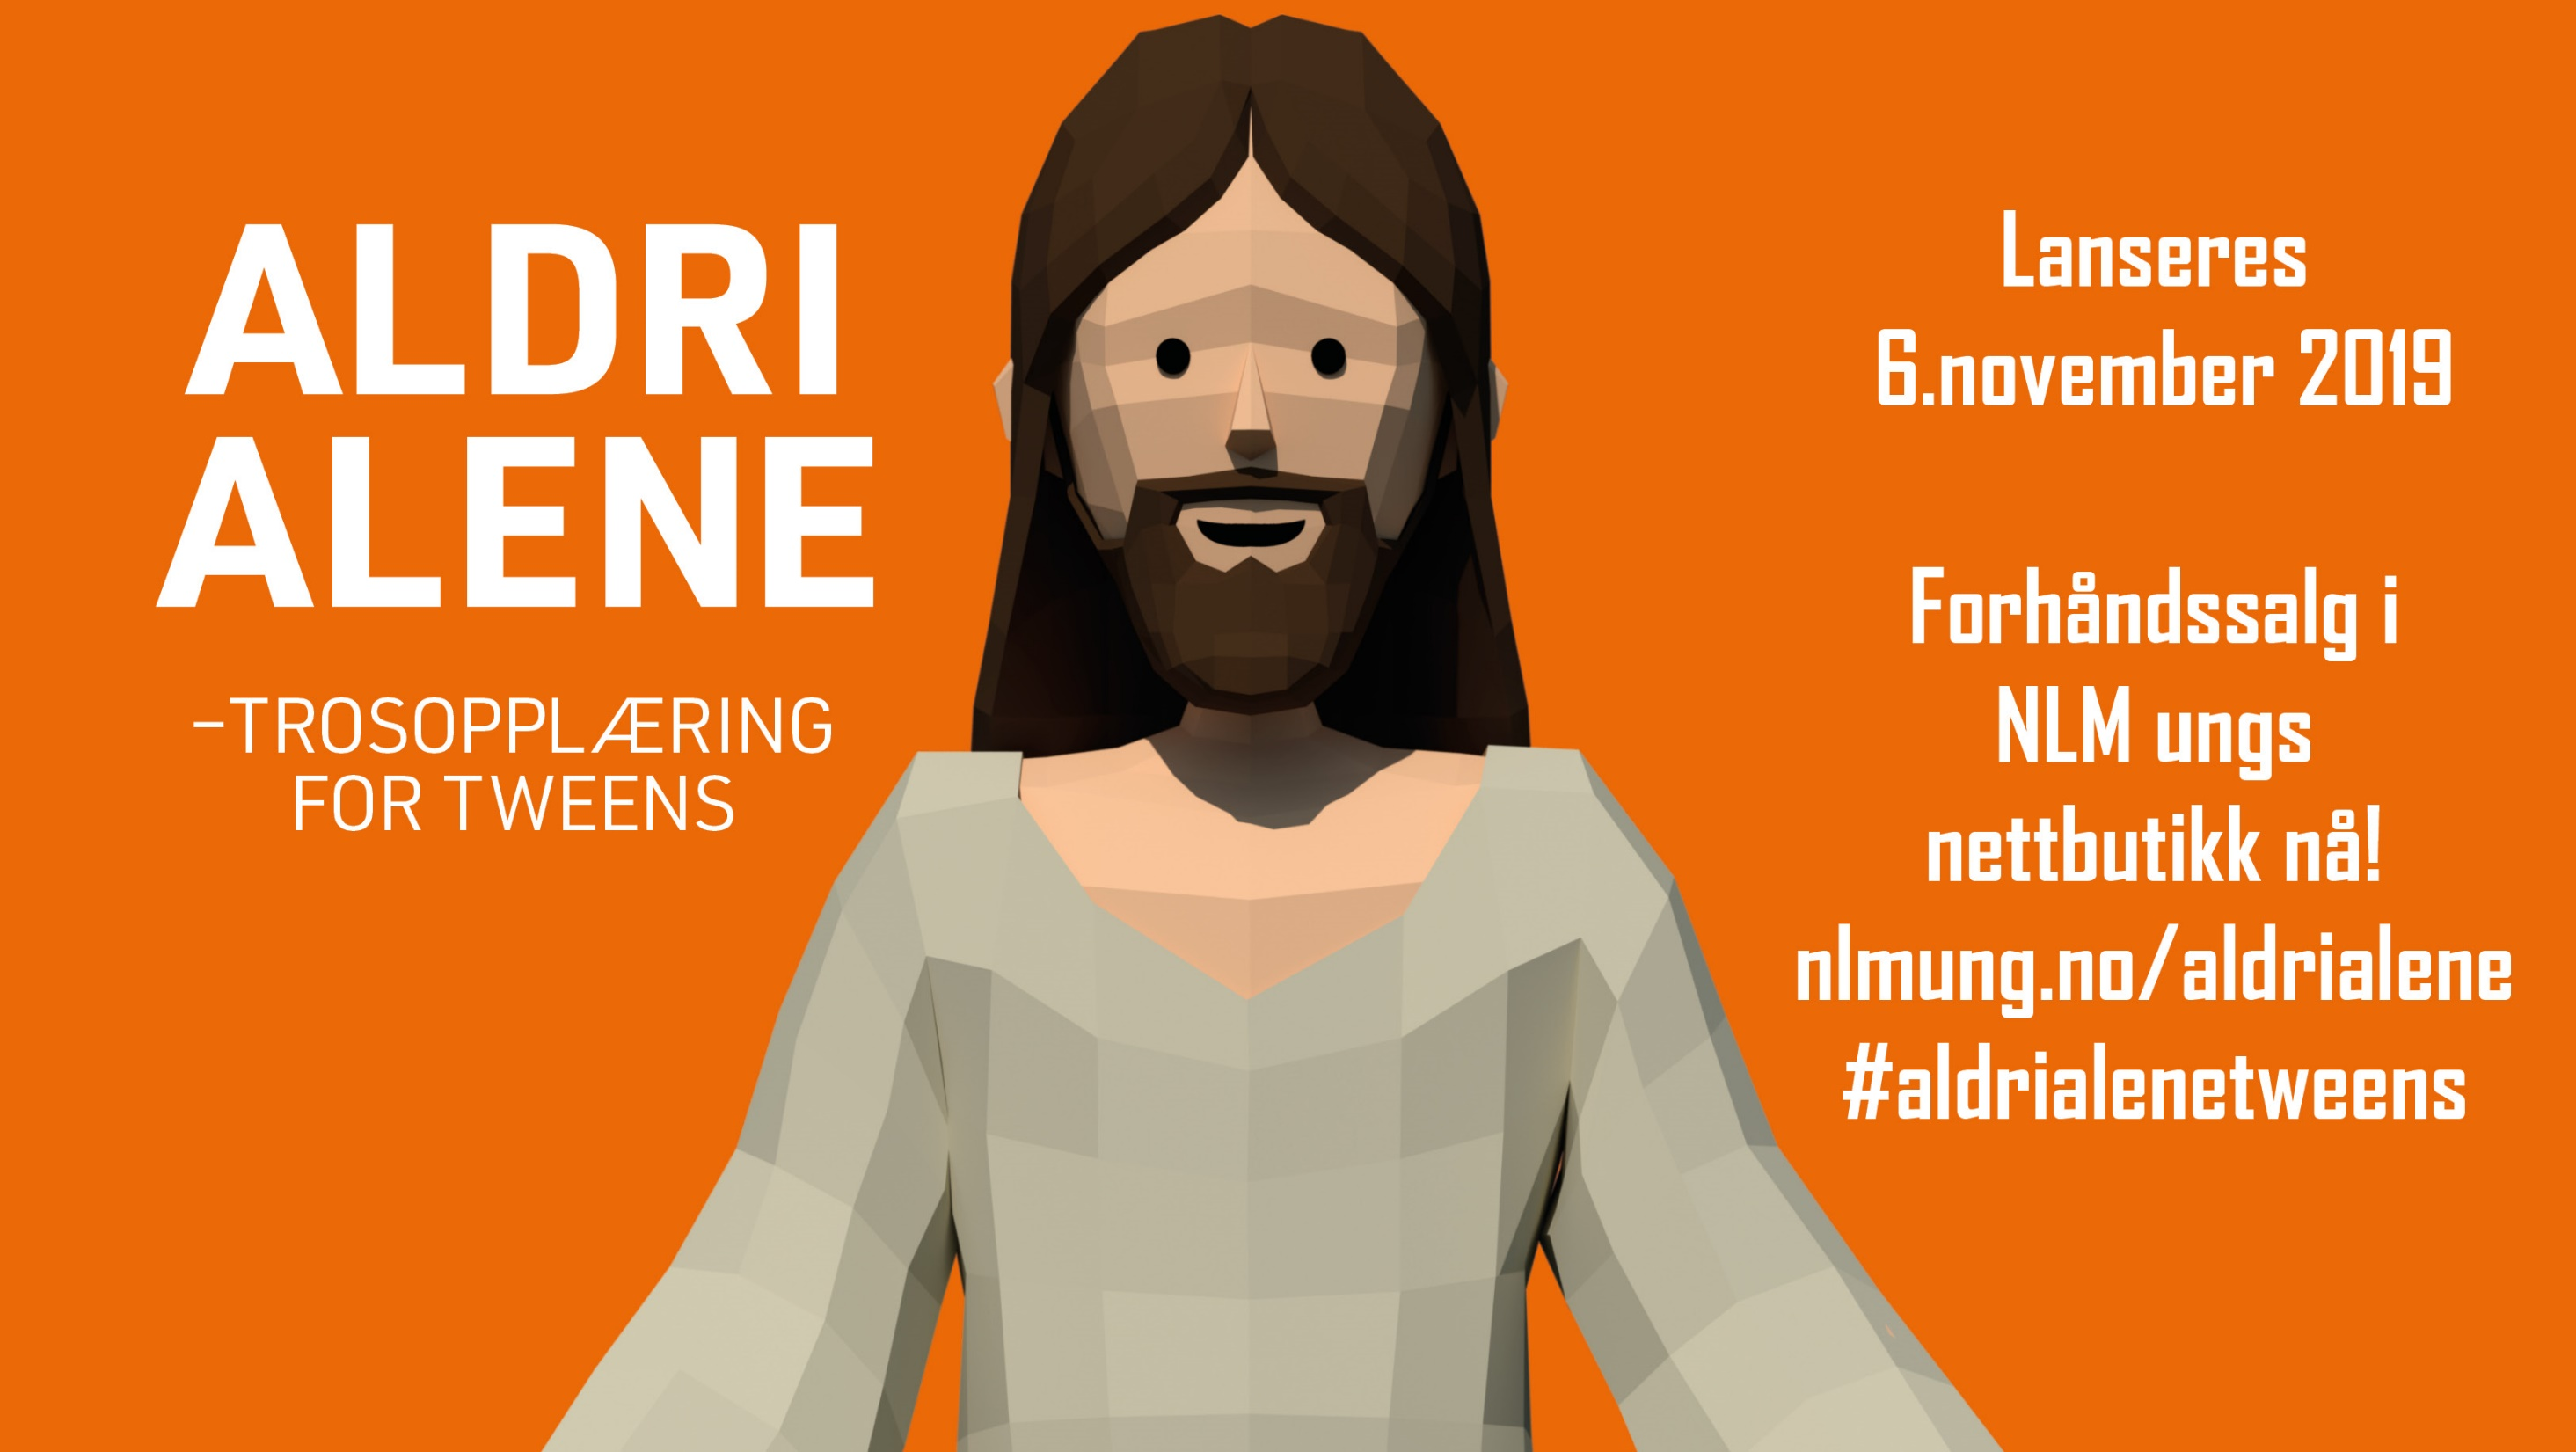 ALDRI
ALENE
–TROSOPPLÆRING
FOR TWEENS
Lanseres
6.november 2019
Forhåndssalg i
NLM ungs
nettbutikk nå!
nlmung.no/aldrialene
#aldrialenetweens